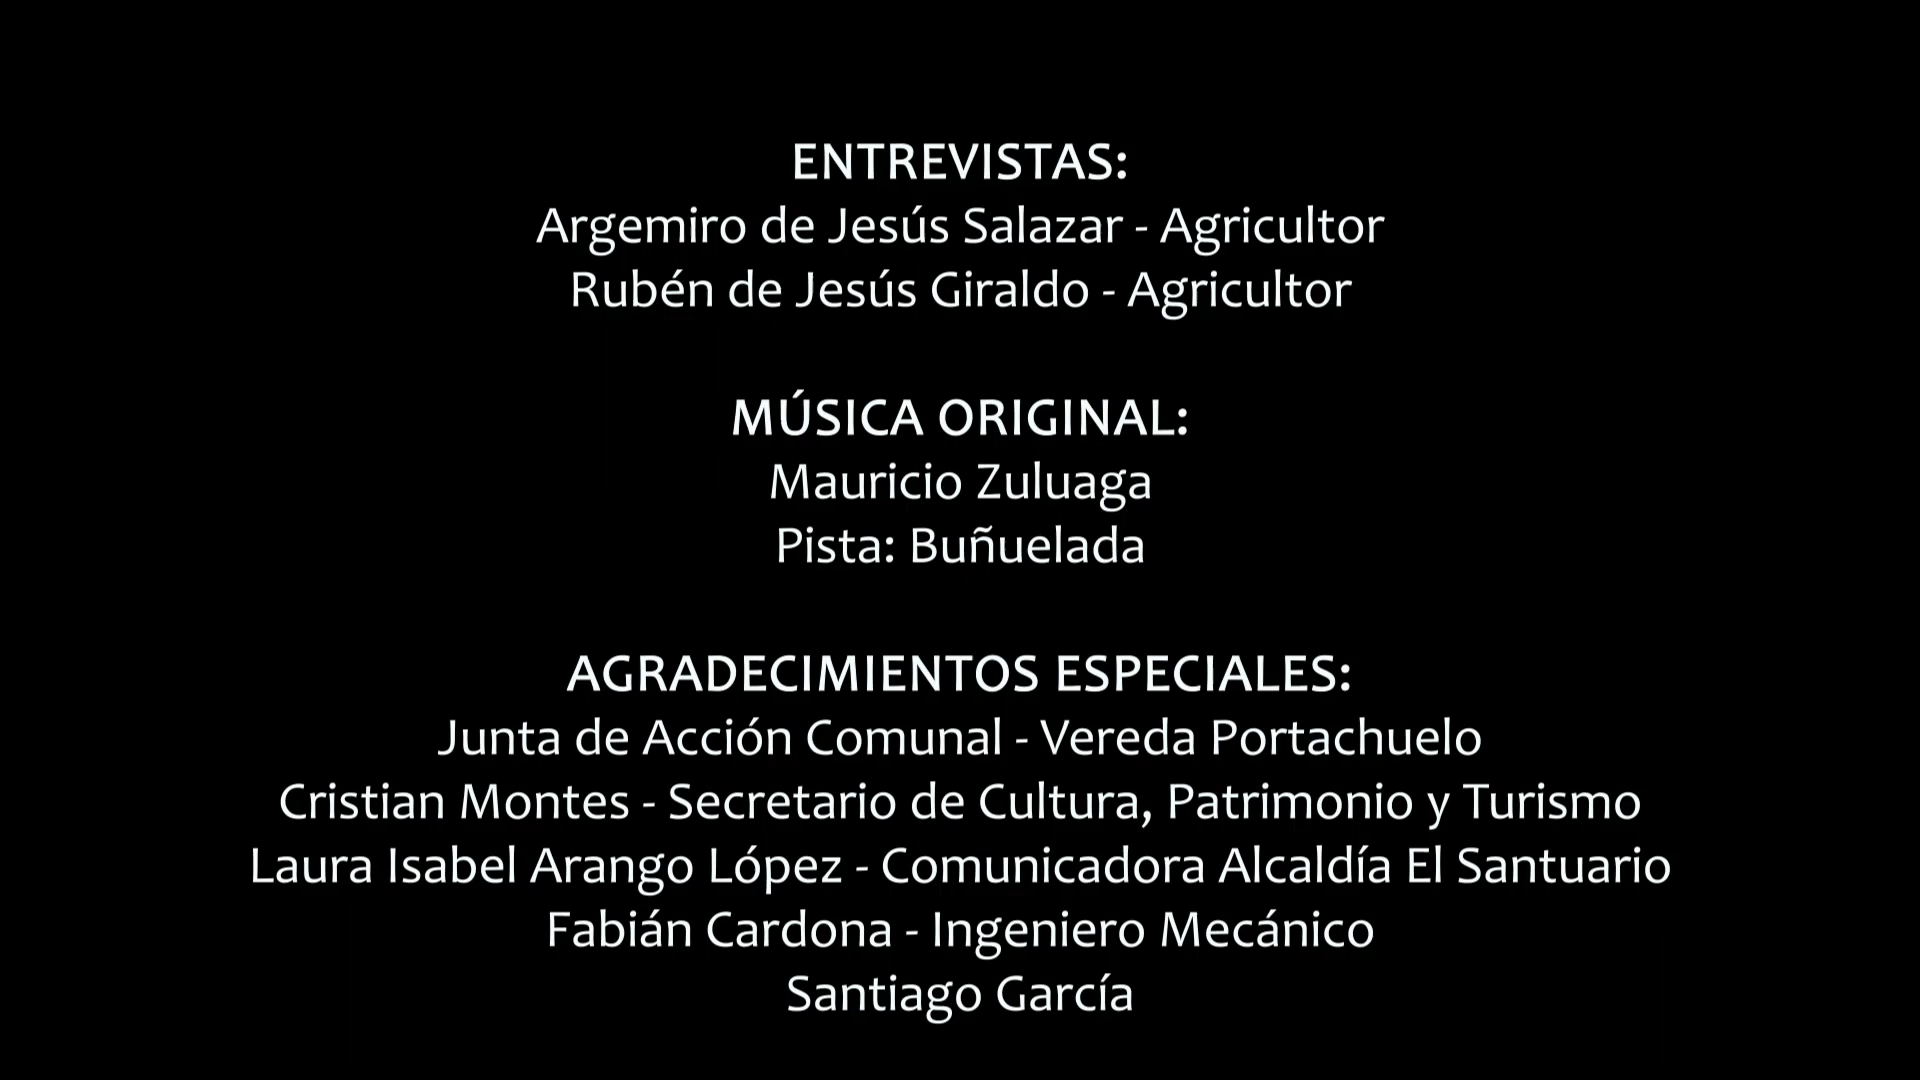 ENTREVISTAS:
Argemiro de Jesús Salazar - Agricultor
Rubén de Jesús Giraldo - Agricultor
MÚSICA ORIGINAL:
Mauricio Zuluaga
Pista: Buñuelada
AGRADECIMIENTOS ESPECIALES:
Junta de Acción Comunal - Vereda Portachuelo
Cristian Montes - Secretario de Cultura, Patrimonio y Turismo
Laura Isabel Arango López - Comunicadora Alcaldía El Santuario
Fabián Cardona - Ingeniero Mecánico
Santiago García